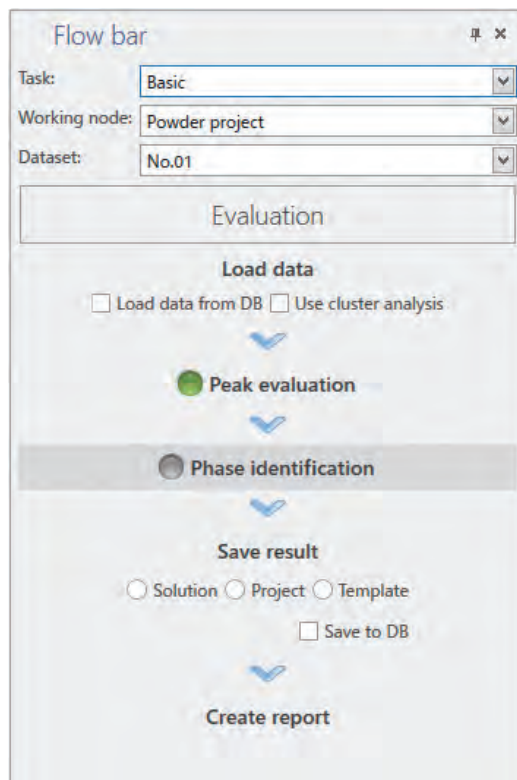 Flow bar
Task: Basic
Working node: Powder project
Dataset: No.01
Evaluation
Load data
Load data from DB Use cluster analysis
Peak evaluation
Phase identification
Save result
Solution Project Template
Save to DB
Create report